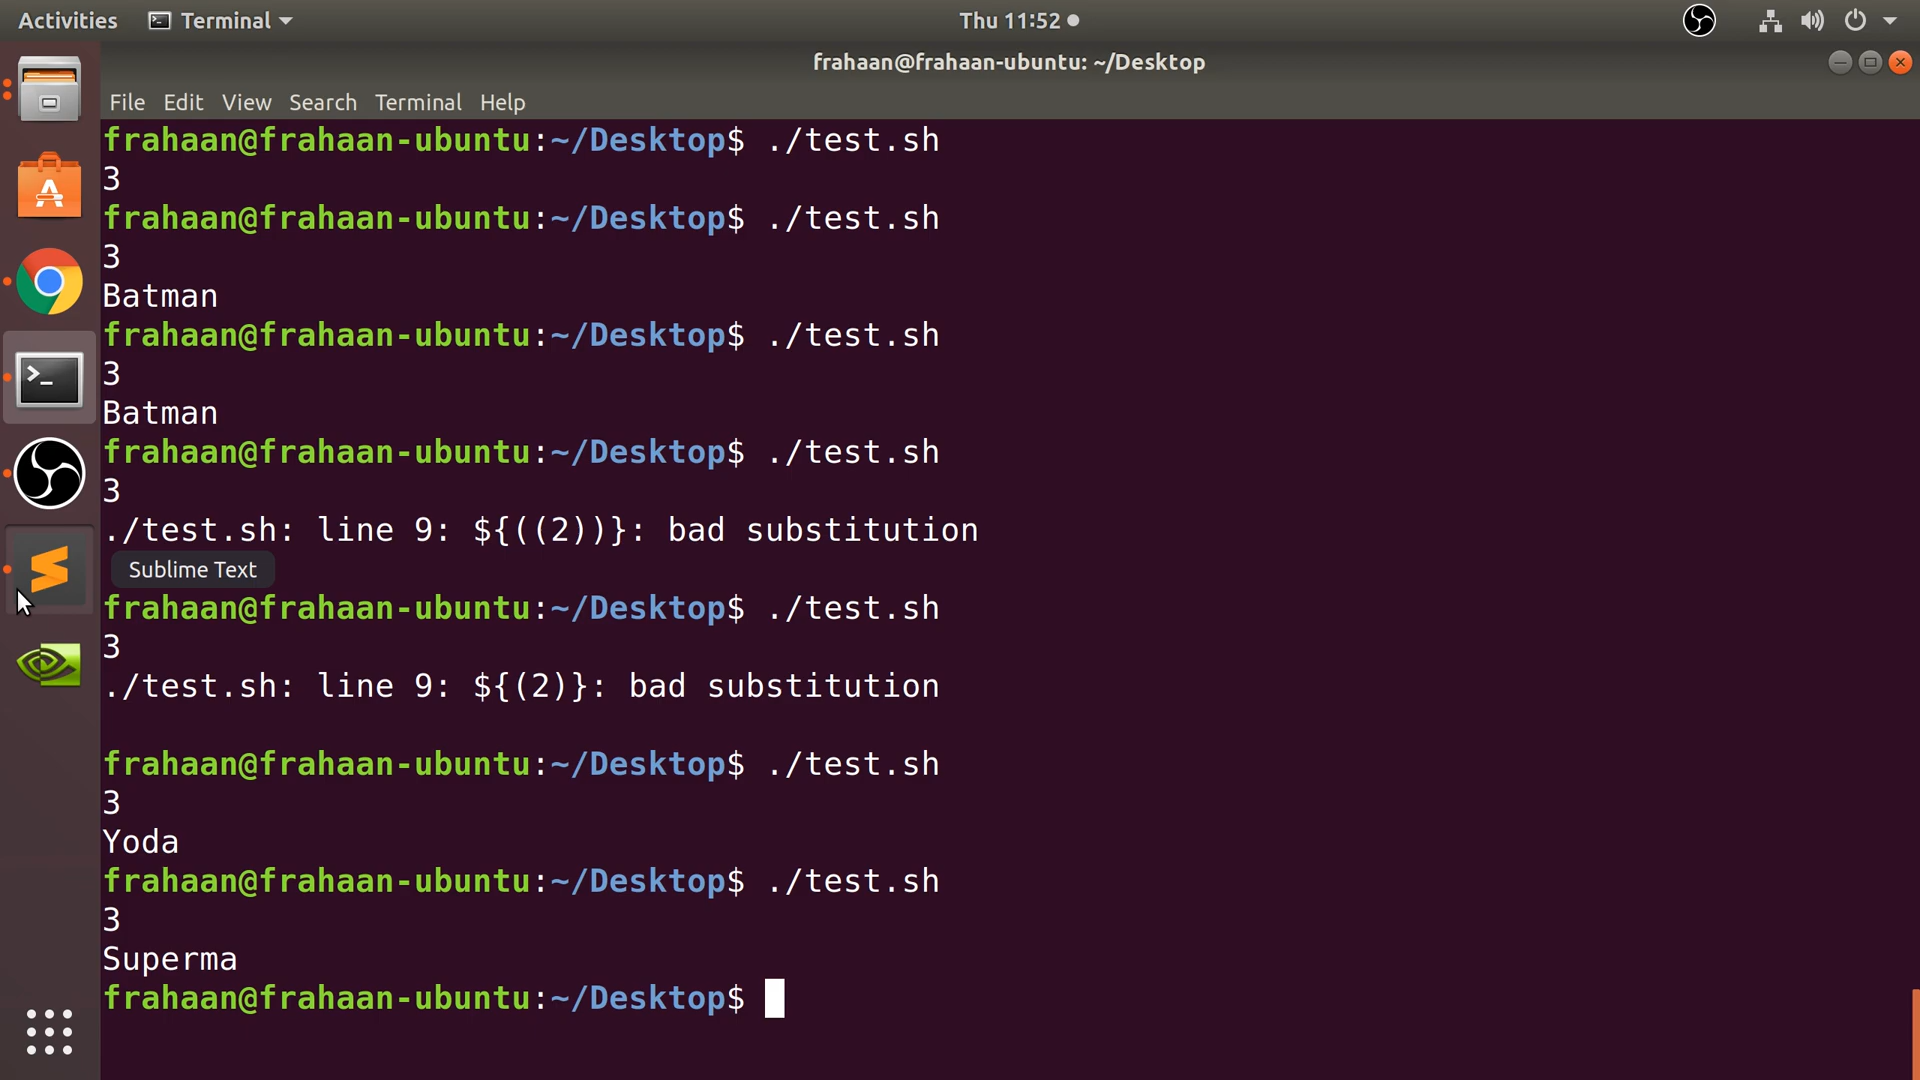 Activities Terminal Thu 11:52
frahaan@frahaan-ubuntu: ~/Desktop
File Edit View Search Terminal Help
frahaan@frahaan-ubuntu:~/Desktop$ ./test.sh
3
frahaan@frahaan-ubuntu:~/Desktop$ ./test.sh
3
Batman
frahaan@frahaan-ubuntu:~/Desktop$ ./test.sh
3
Batman
frahaan@frahaan-ubuntu:~/Desktop$ ./test.sh
3
./test.sh: line 9: ${((2))}: bad substitution
Sublime Text
frahaan@frahaan-ubuntu:~/Desktop$ ./test.sh
3
./test.sh: line 9: ${(2)}: bad substitution
frahaan@frahaan-ubuntu:~/Desktop$ ./test.sh
3
Yoda
frahaan@frahaan-ubuntu:~/Desktop$ ./test.sh
3
Superma
frahaan@frahaan-ubuntu:~/Desktop$